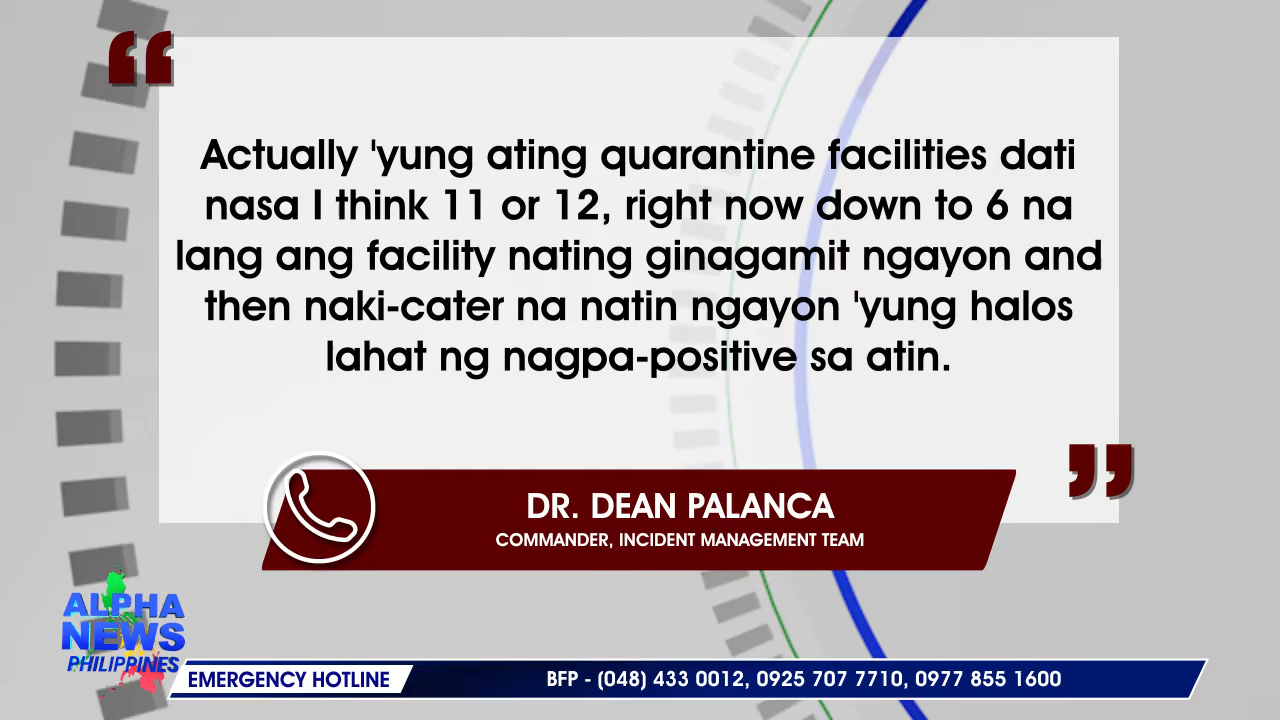 Actually 'yung ating quarantine facilities dati
nasa I think 11 or 12, right now down to 6 na
lang ang facility nating ginagamit ngayon and
then naki-cater na natin ngayon 'yung halos
lahat ng nagpa-positive sa atin.
DR. DEAN PALANCA
COMMANDER, INCIDENT MANAGEMENT TEAM
ALPHA
NEWS
PHILIPPINES
EMERGENCY HOTLINE
BFP - (048) 433 0012, 0925 707 7710, 0977 855 1600